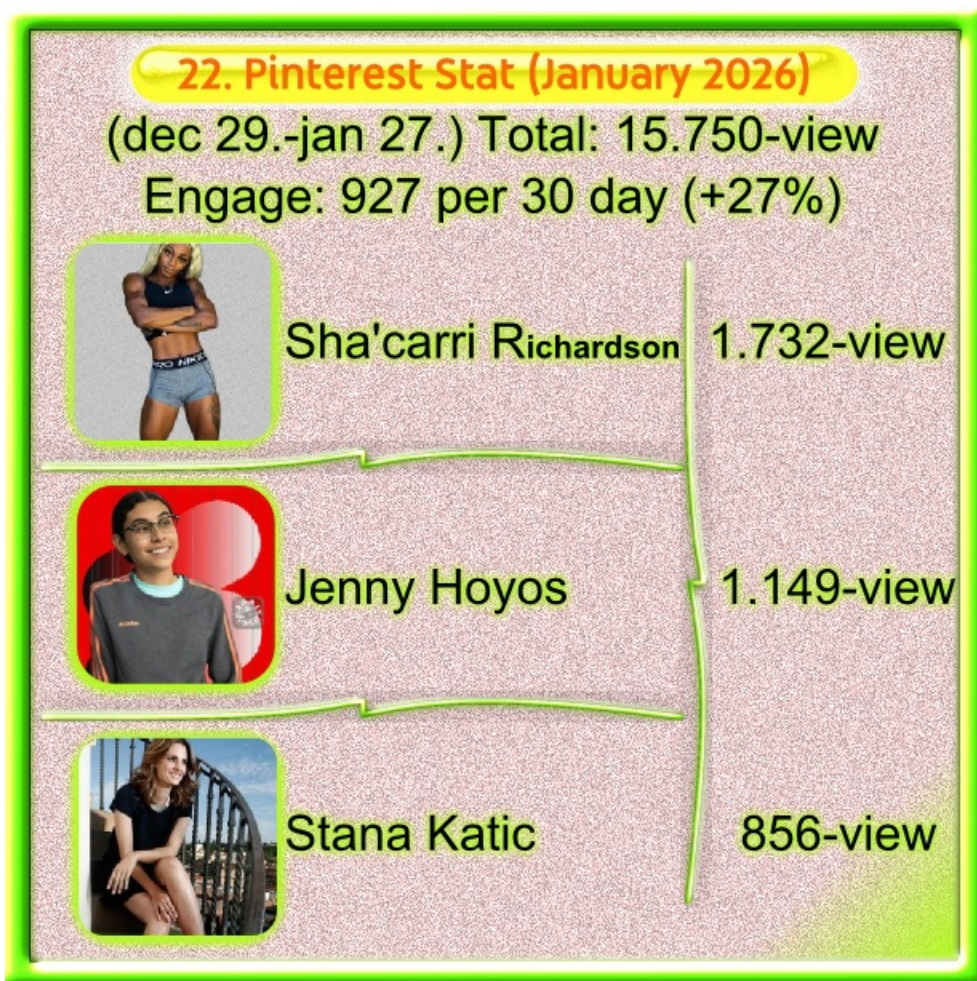 22. Pinterest Stat (January 2026)
(dec 29.-jan 27.) Total: 15.750-view
Engage: 927 per 30 day (+27%)
Sha'carri Richardson 1.732-view
Jenny Hoyos 1.149-view
Stana Katic 856-view